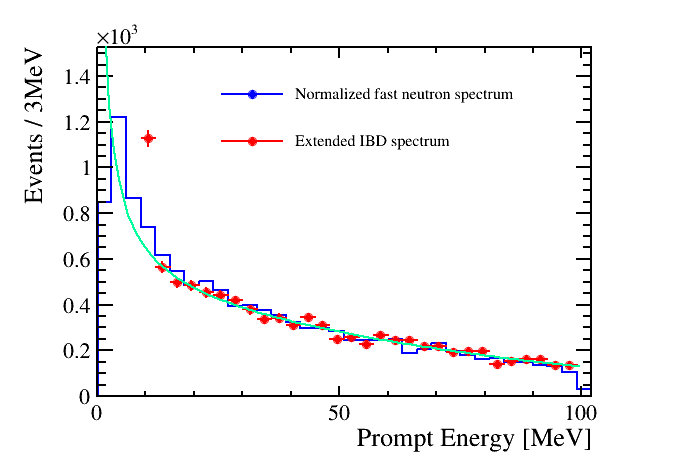 ×10³
Events / 3MeV
1.4
1.2
1
0.8
0.6
0.4
0.2
0
Normalized fast neutron spectrum
Extended IBD spectrum
0 50 100
Prompt Energy [MeV]